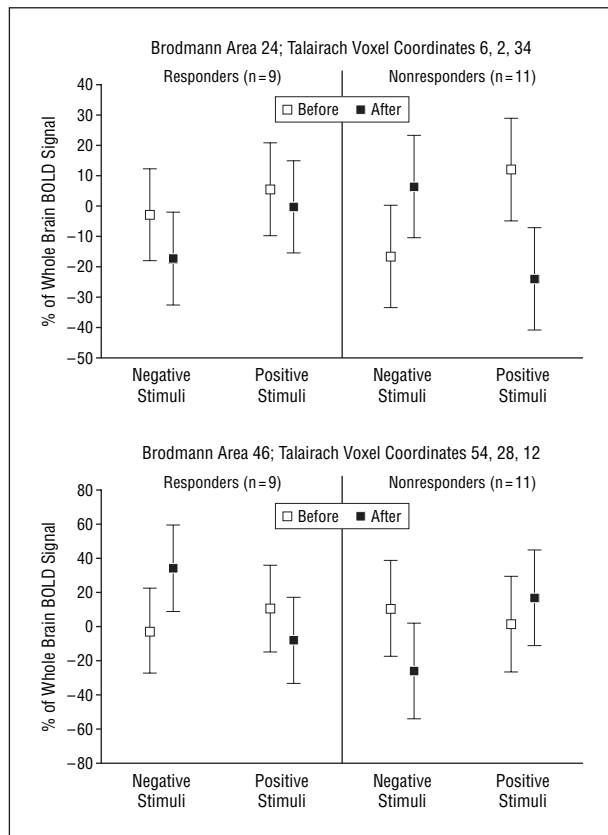 Brodmann Area 24; Talairach Voxel Coordinates 6, 2, 34
Responders (n = 9)
Nonresponders (n = 11)
Before After
% of Whole Brain BOLD Signal
40
30
20
10
0
−10
−20
−30
−40
−50
Negative Stimuli
Positive Stimuli
Negative Stimuli
Positive Stimuli
Brodmann Area 46; Talairach Voxel Coordinates 54, 28, 12
Responders (n = 9)
Nonresponders (n = 11)
Before After
% of Whole Brain BOLD Signal
80
60
40
20
0
−20
−40
−60
−80
Negative Stimuli
Positive Stimuli
Negative Stimuli
Positive Stimuli